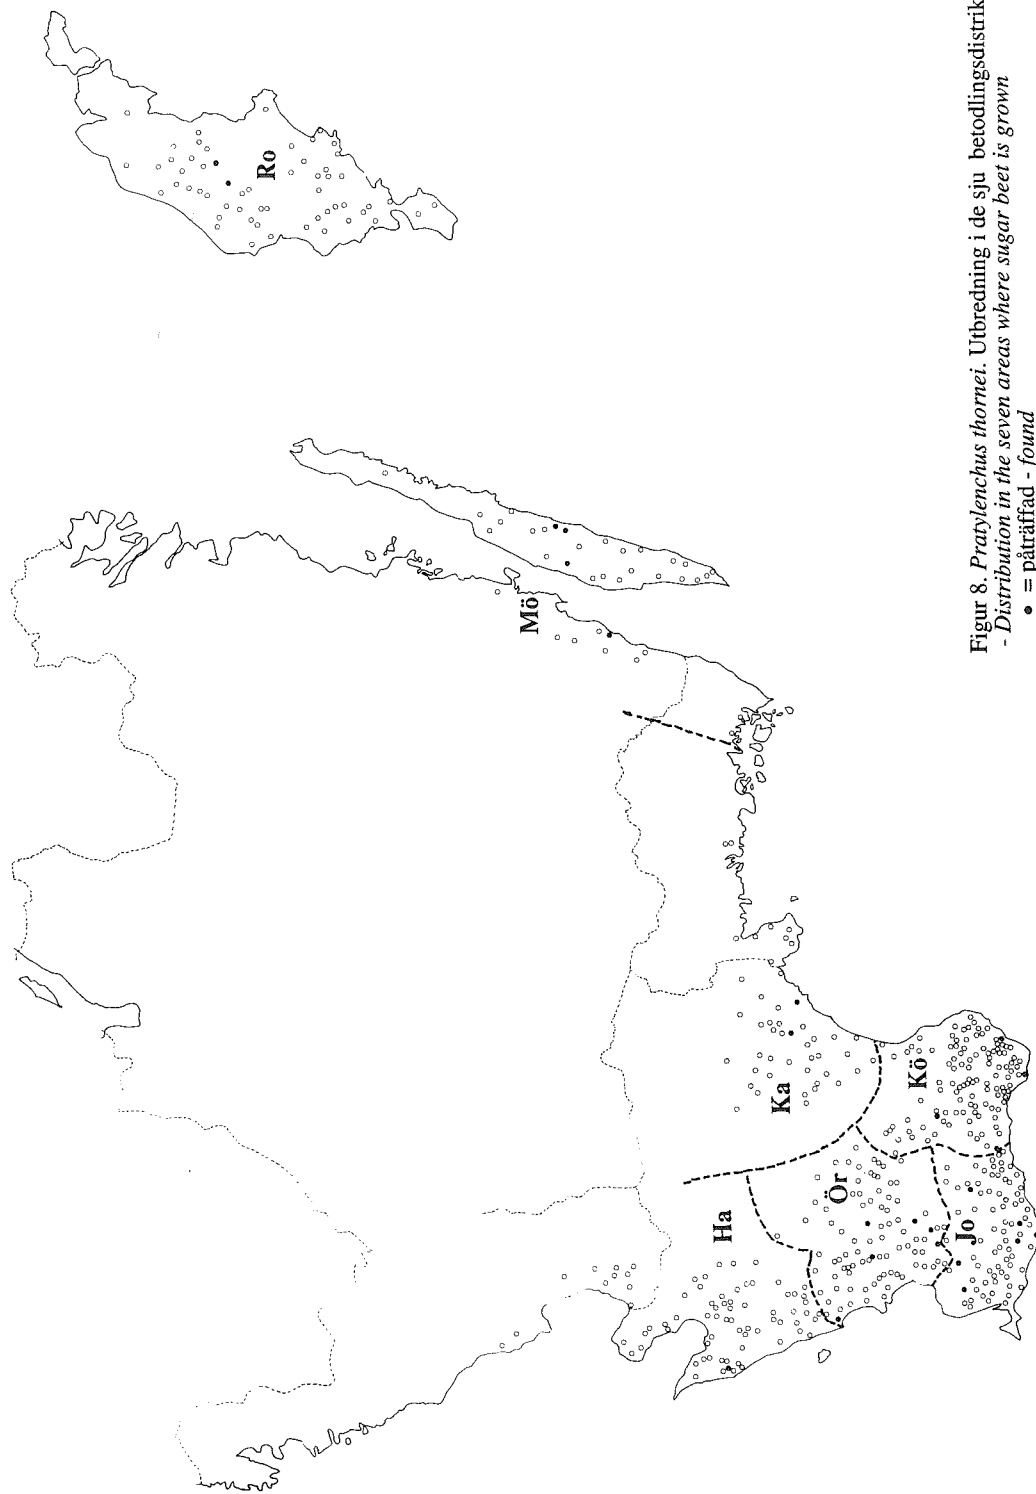 Ro
Mö
Ka
Kö
Ha
Ör
Jo
Figur 8. Pratylenchus thornei. Utbredning i de sju betodlingsdistrik
- Distribution in the seven areas where sugar beet is grown
• = påträffad - found